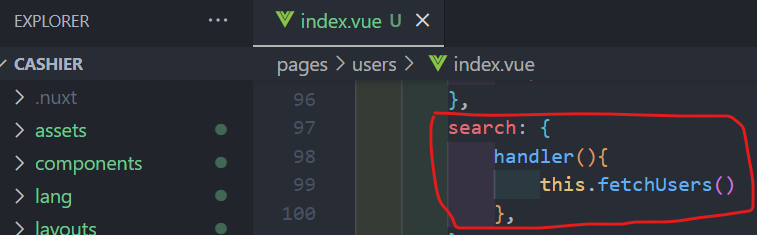 EXPLORER
CASHIER
.nuxt
assets
components
lang
layouts
index.vue U
pages > users > index.vue
96 },
97 search: {
98 handler(){
99 this.fetchUsers()
100 },